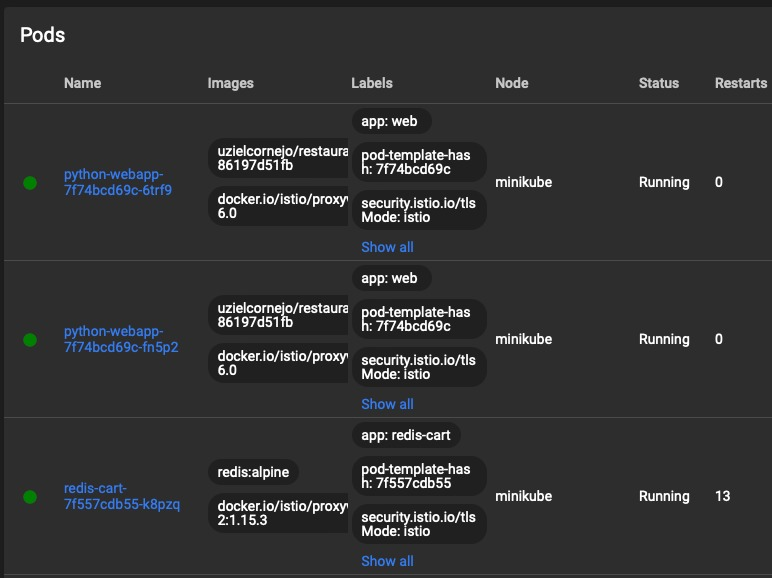 Pods
Name Images Labels Node Status Restarts
python-webapp-
7f74bcd69c-6trf9
uzielcornejo/restaura
86197d51fb
docker.io/istio/proxyv
6.0
app: web
pod-template-has
h: 7f74bcd69c
security.istio.io/tls
Mode: istio
Show all
minikube
Running
0
python-webapp-
7f74bcd69c-fn5p2
uzielcornejo/restaura
86197d51fb
docker.io/istio/proxyv
6.0
app: web
pod-template-has
h: 7f74bcd69c
security.istio.io/tls
Mode: istio
Show all
minikube
Running
0
redis-cart-
7f557cdb55-k8pzq
redis:alpine
docker.io/istio/proxyv
2:1.15.3
app: redis-cart
pod-template-has
h: 7f557cdb55
security.istio.io/tls
Mode: istio
Show all
minikube
Running
13